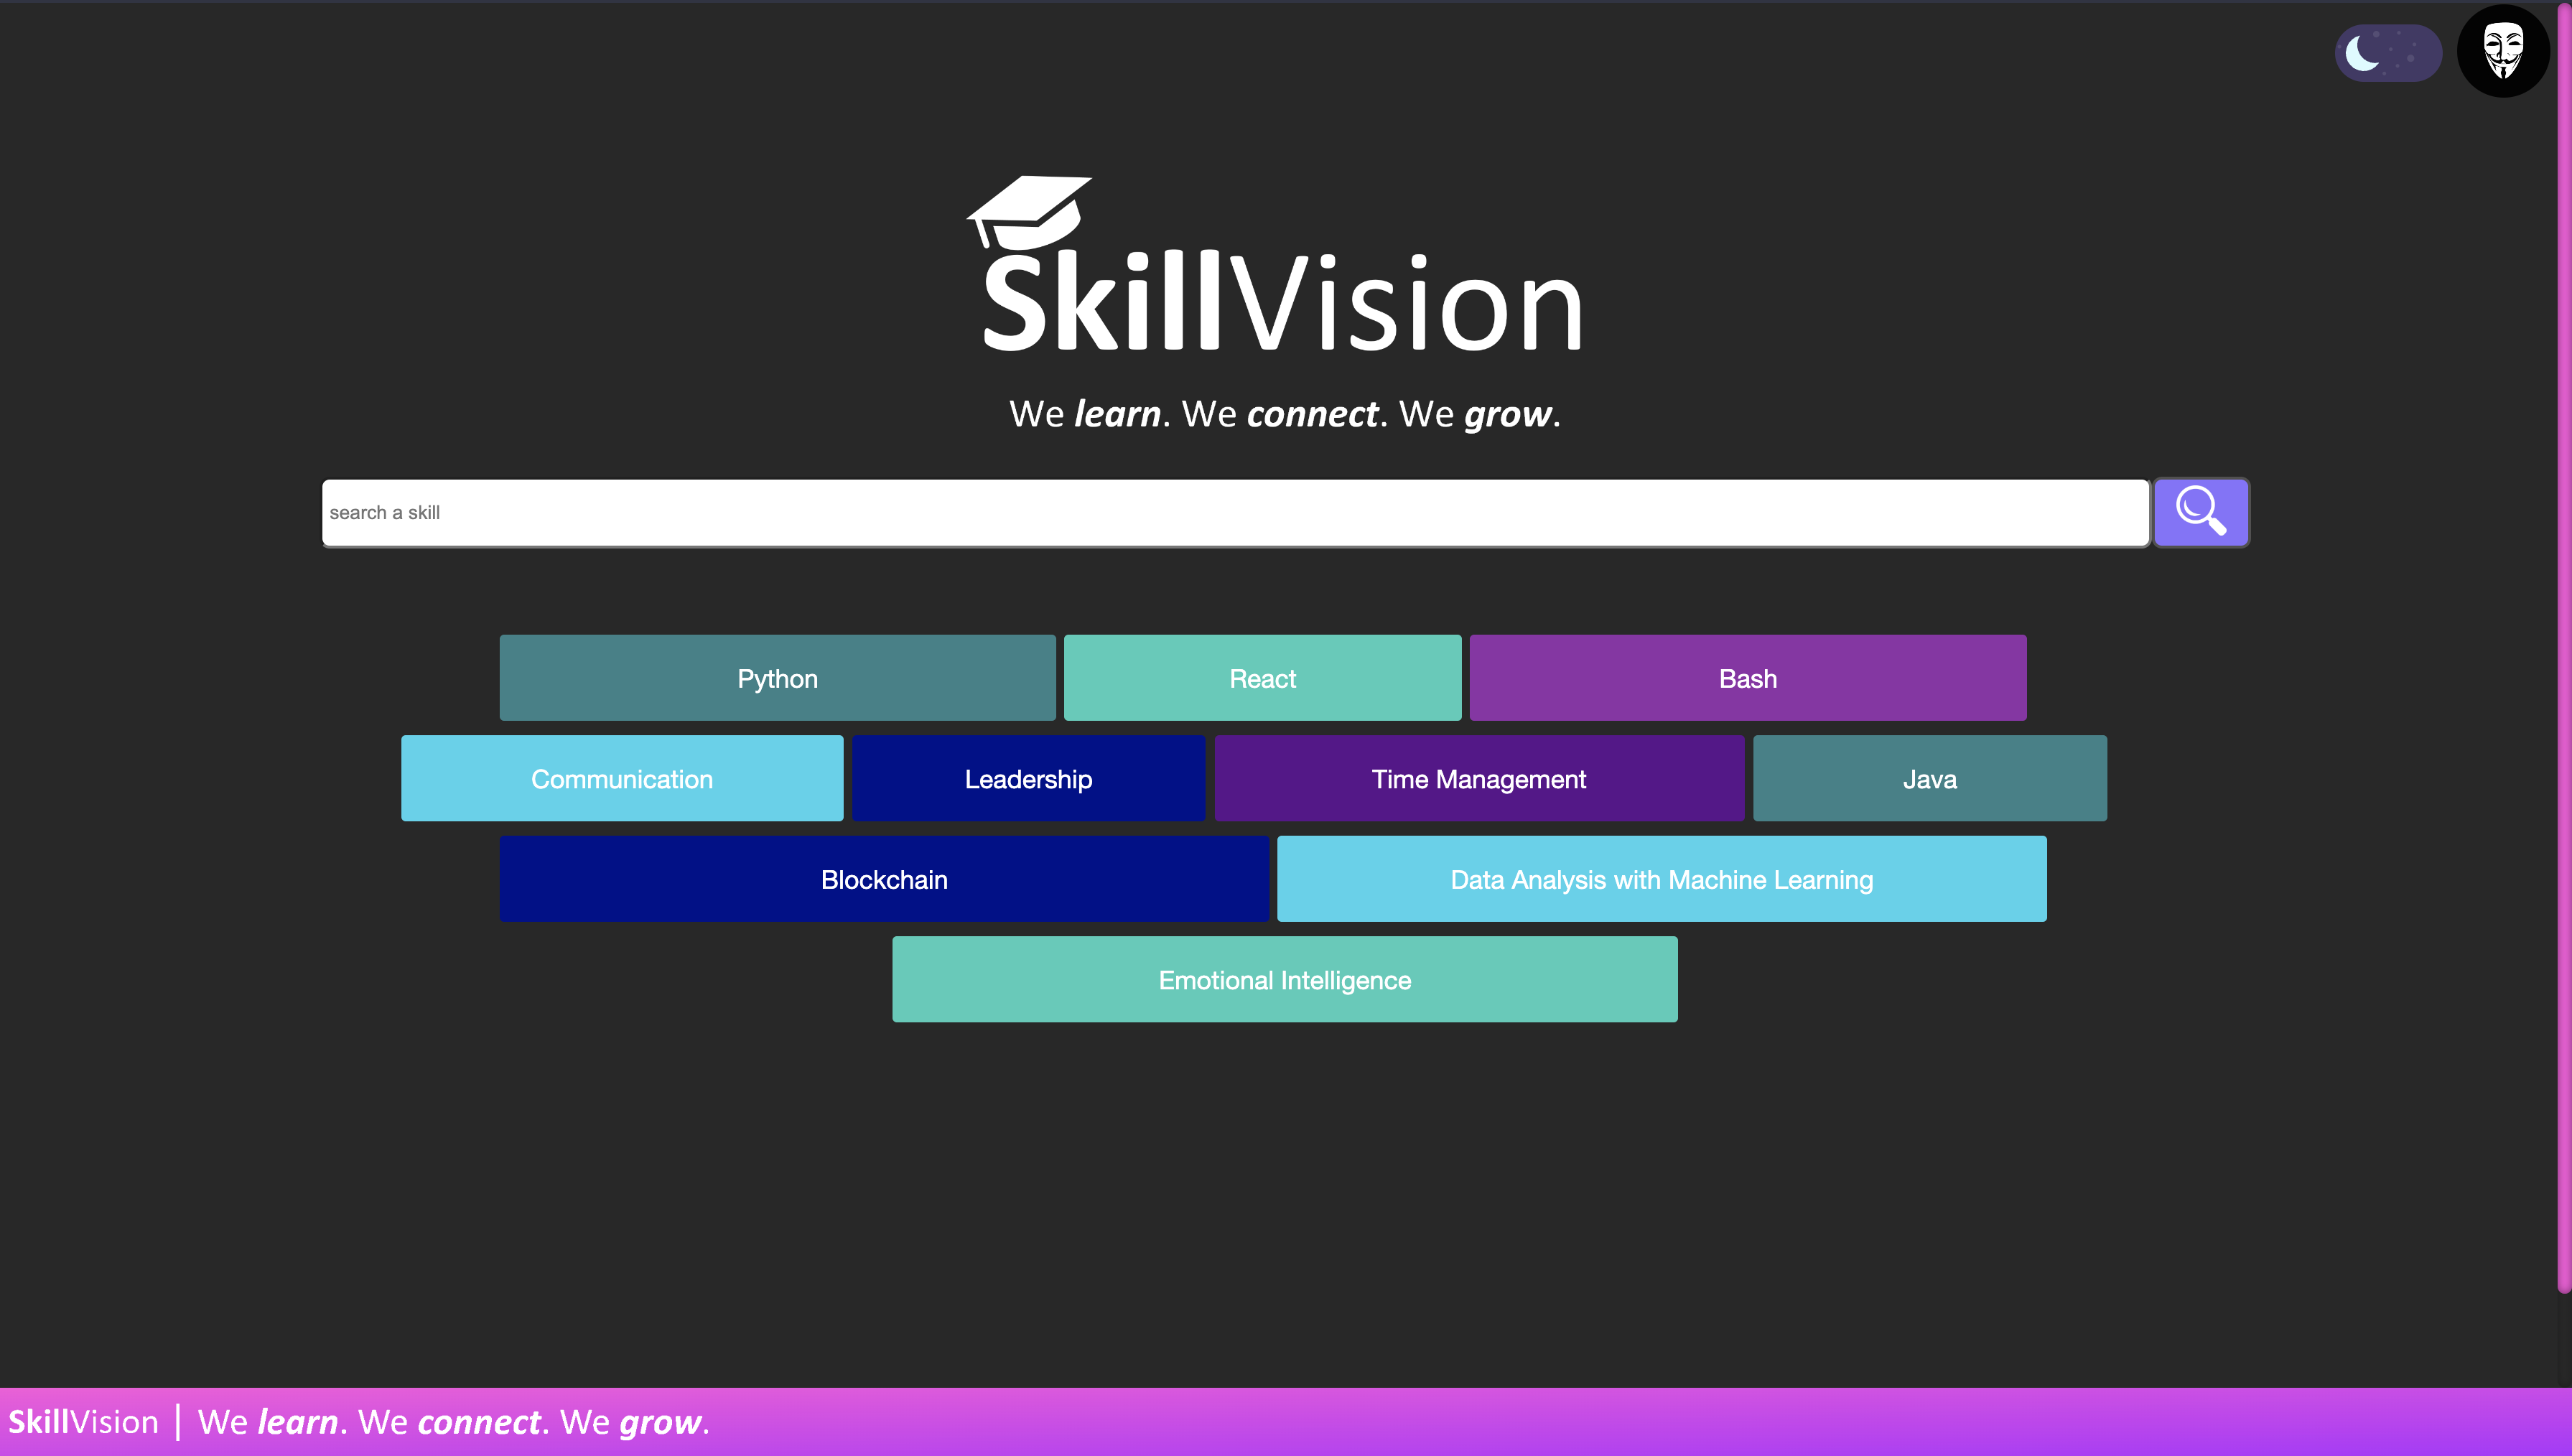 SkillVision
We learn. We connect. We grow.
search a skill
Python React Bash
Communication Leadership Time Management Java
Blockchain Data Analysis with Machine Learning
Emotional Intelligence
SkillVision | We learn. We connect. We grow.